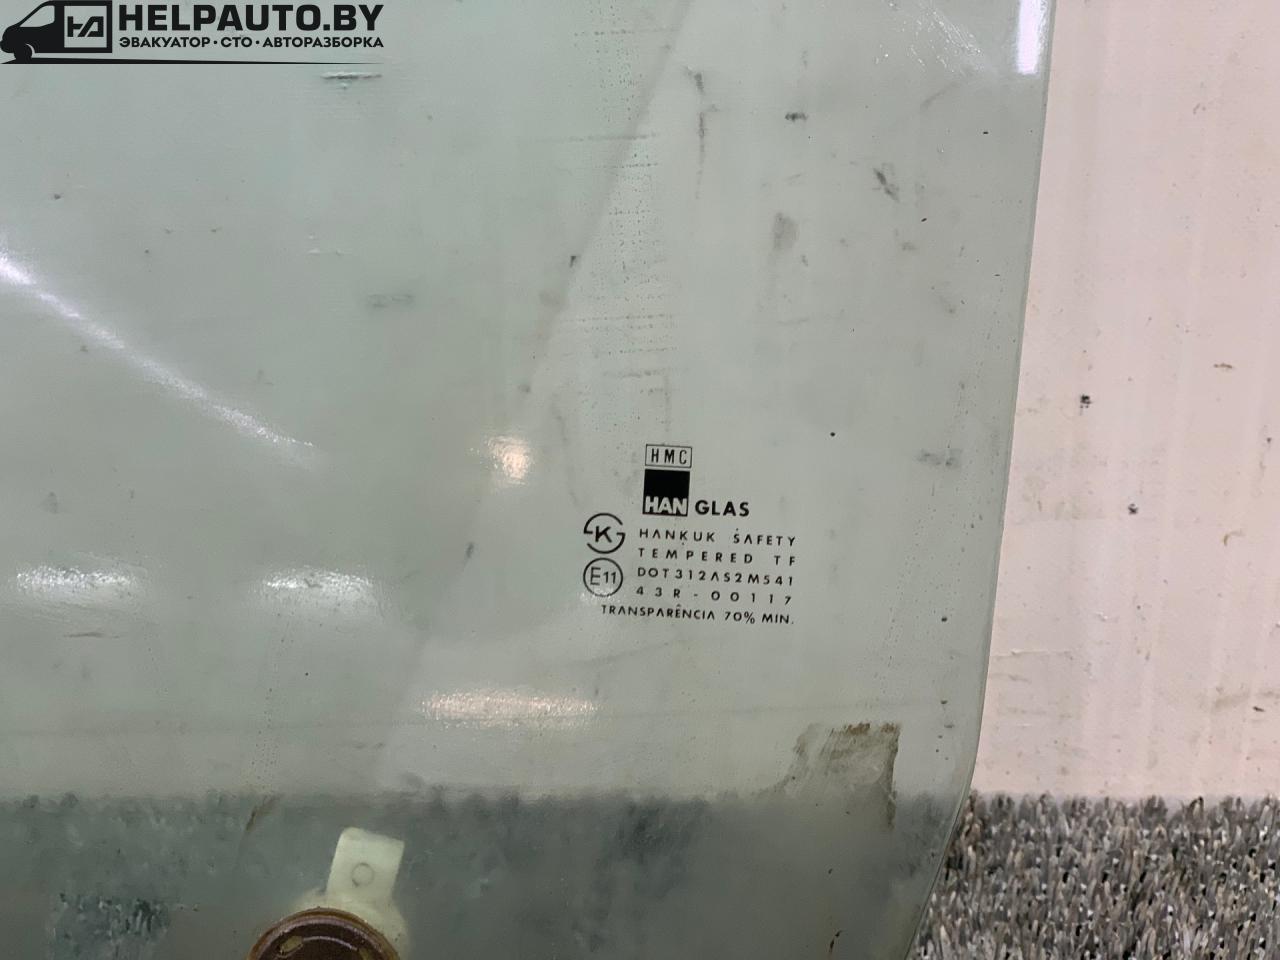 HELPAUTO.BY
ЭВАКУАТОР · СТО · АВТОРАЗБОРКА
HMC
HAN GLAS
HANKUK SAFETY
TEMPERED TF
DOT312AS2M541
E11
43R-00117
TRANSPARÊNCIA 70% MIN.